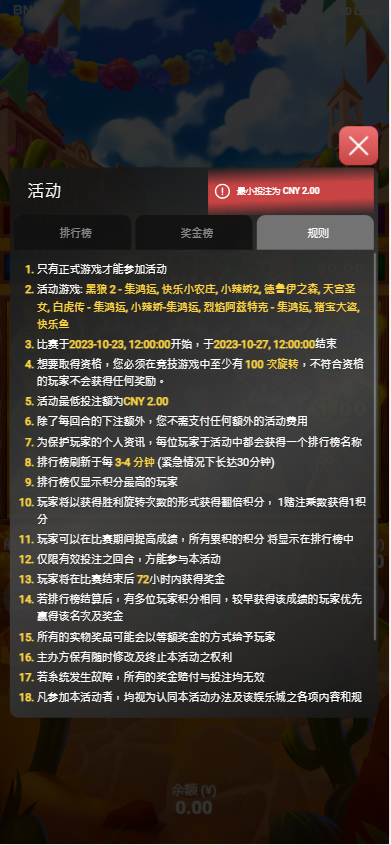 BN
活动
最小投注为 CNY 2.00
排行榜
奖金榜
规则
1. 只有正式游戏才能参加活动
2. 活动游戏: 黑狼 2 - 集鸿运, 快乐小农庄, 小辣娇2, 德鲁伊之森, 天宫圣
女, 白虎传 - 集鸿运, 小辣娇-集鸿运, 烈焰阿兹特克 - 集鸿运, 猪宝大盗,
快乐鱼
3. 比赛于2023-10-23, 12:00:00开始，于2023-10-27, 12:00:00结束
4. 想要取得资格，您必须在竞技游戏中至少有 100 次旋转，不符合资格
的玩家不会获得任何奖励。
5. 活动最低投注额为CNY 2.00
6. 除了每回合的下注额外，您不需支付任何额外的活动费用
7. 为保护玩家的个人资讯，每位玩家于活动中都会获得一个排行榜名称
8. 排行榜刷新于每 3-4 分钟 (紧急情况下长达30分钟)
9. 排行榜仅显示积分最高的玩家
10. 玩家将以获得胜利旋转次数的形式获得翻倍积分， 1赌注乘数获得1积
分
11. 玩家可以在比赛期间提高成绩，所有累积的积分 将显示在排行榜中
12. 仅限有效投注之回合，方能参与本活动
13. 玩家将在比赛结束后 72小时内获得奖金
14. 若排行榜结算后，有多位玩家积分相同，较早获得该成绩的玩家优先
赢得该名次及奖金
15. 所有的实物奖品可能会以等额奖金的方式给予玩家
16. 主办方保有随时修改及终止本活动之权利
17. 若系统发生故障，所有的奖金赔付与投注均无效
18. 凡参加本活动者，均视为认同本活动办法及该娱乐城之各项内容和规
余额 (¥)
0.00